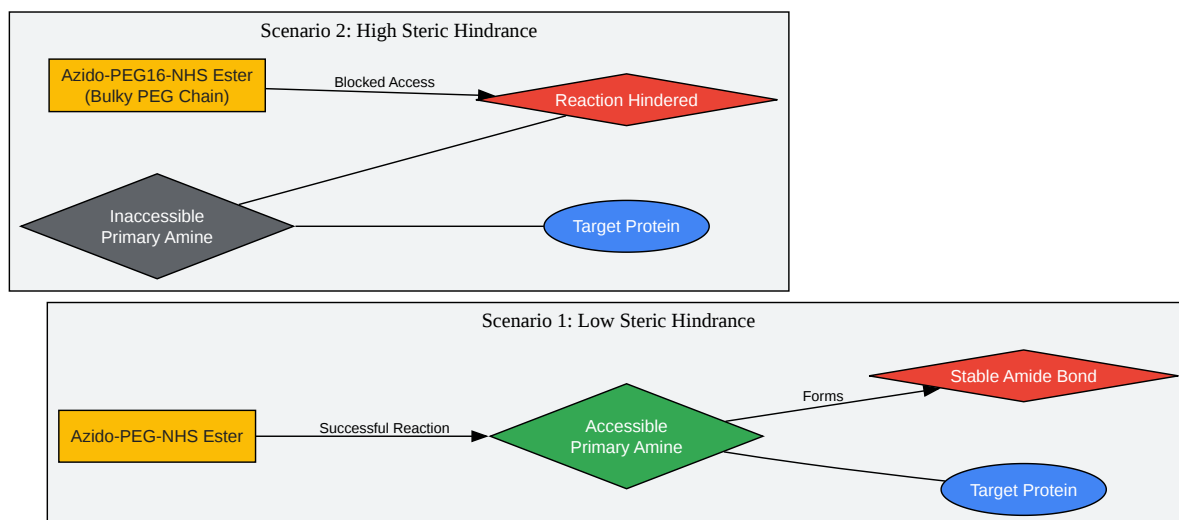 Scenario 2: High Steric Hindrance
Azido-PEG16-NHS Ester
(Bulky PEG Chain)
Blocked Access
Reaction Hindered
Inaccessible
Primary Amine
Target Protein
Scenario 1: Low Steric Hindrance
Azido-PEG-NHS Ester
Successful Reaction
Accessible
Primary Amine
Forms
Stable Amide Bond
Target Protein